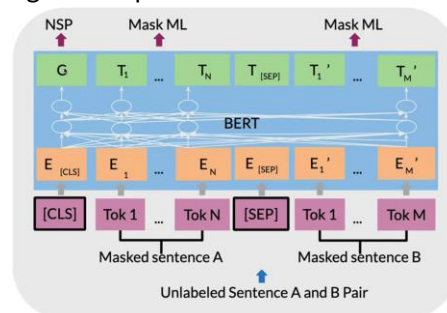 NSP Mask ML Mask ML
G T1 ... TN T[SEP] T1' ... TM'
BERT
E[CLS] E1 ... EN E[SEP] E1' ... EM'
[CLS] Tok 1 ... Tok N [SEP] Tok 1 ... Tok M
Masked sentence A Masked sentence B
Unlabeled Sentence A and B Pair